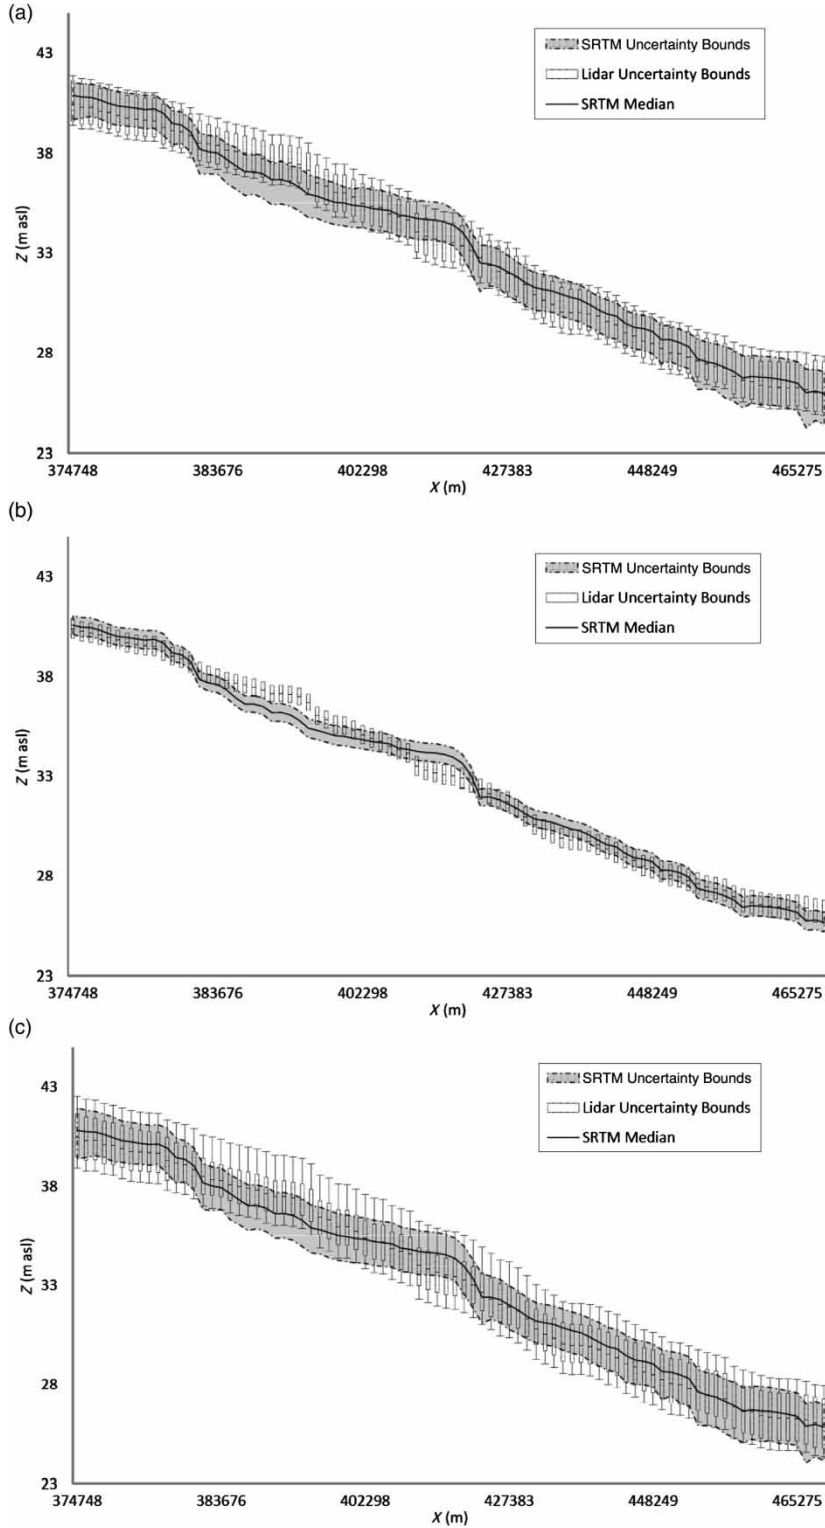 (a)
43
38
33
28
23
Z (m asl)
374748 383676 402298 427383 448249 465275
X (m)
SRTM Uncertainty Bounds
Lidar Uncertainty Bounds
SRTM Median
(b)
43
38
33
28
23
Z (m asl)
374748 383676 402298 427383 448249 465275
X (m)
SRTM Uncertainty Bounds
Lidar Uncertainty Bounds
SRTM Median
(c)
43
38
33
28
23
Z (m asl)
374748 383676 402298 427383 448249 465275
X (m)
SRTM Uncertainty Bounds
Lidar Uncertainty Bounds
SRTM Median